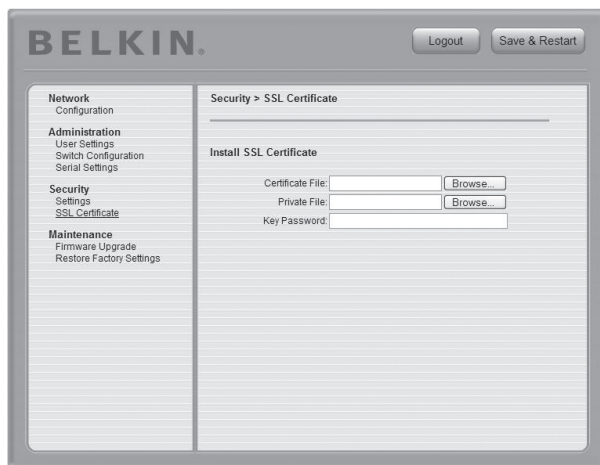 BELKIN.
Logout
Save & Restart
Network
Configuration
Administration
User Settings
Switch Configuration
Serial Settings
Security
Settings
SSL Certificate
Maintenance
Firmware Upgrade
Restore Factory Settings
Security > SSL Certificate
Install SSL Certificate
Certificate File: Browse...
Private File: Browse...
Key Password: